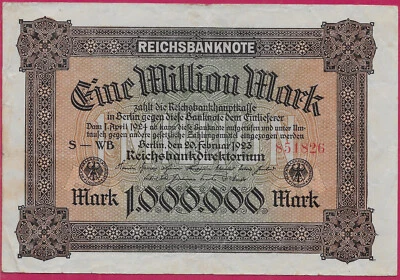 REICHSBANKNOTE
Eine Million Mark
zahlt die Reichsbankhauptkasse
in Berlin gegen diese Banknote dem Einlieferer
Vom 1. April 1924 ab kann diese Banknote aufgerufen und unter Um-
tausch gegen andere gesetzliche Zahlungsmittel eingezogen werden
S – WB Berlin, den 20. Februar 1923 851826
Reichsbankdirektorium
Mark 1.000.000 Mark